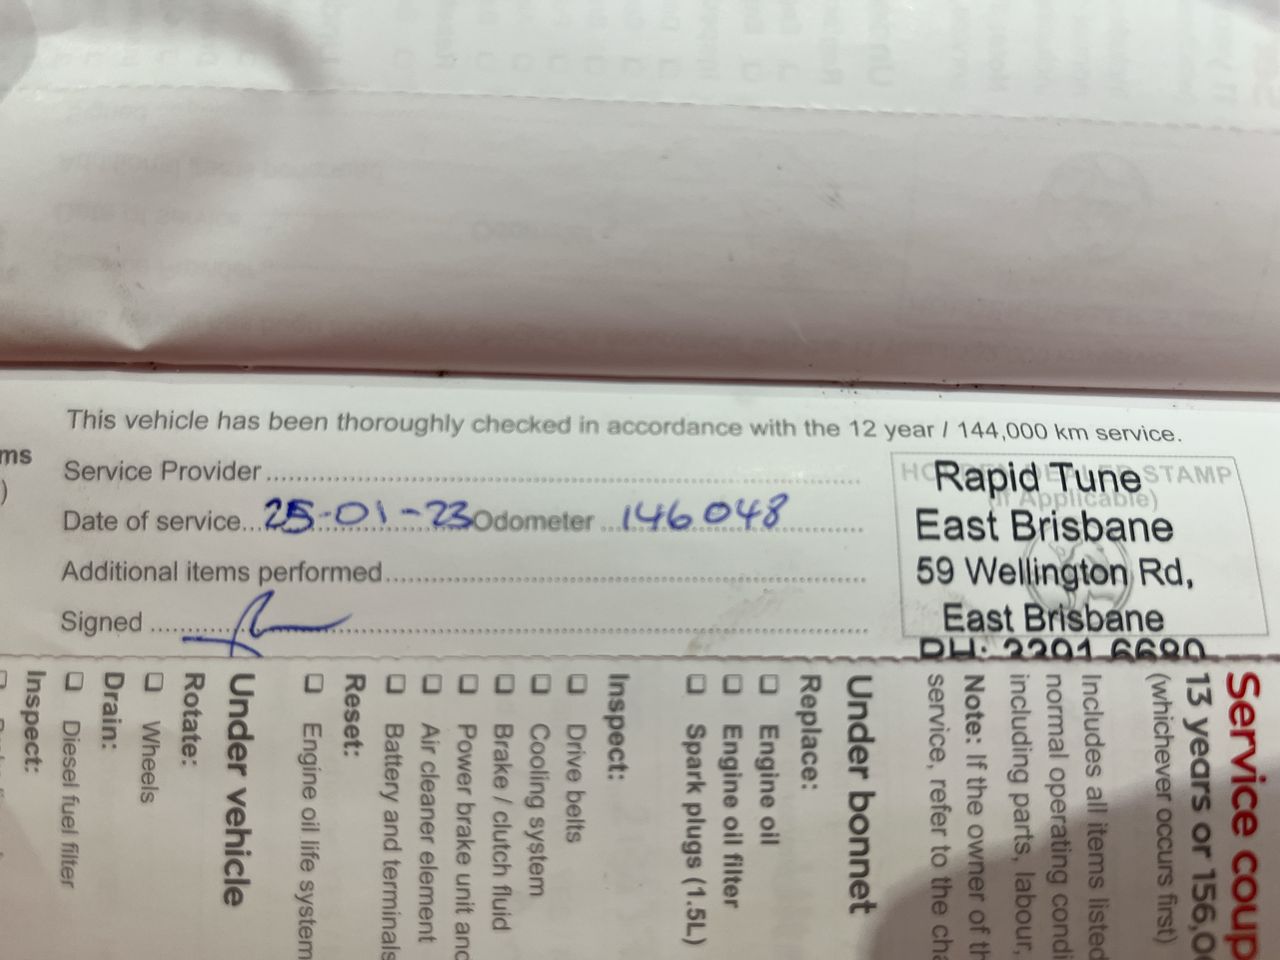 This vehicle has been thoroughly checked in accordance with the 12 year / 144,000 km service.
ms
)
Service Provider
Date of service 25-01-23 Odometer 146048
Additional items performed
Signed
STAMP
(If Applicable)
Rapid Tune
East Brisbane
59 Wellington Rd,
East Brisbane
PH: 3391 6680
Service coup
13 years or 156,0
(whichever occurs first)
Includes all items listed
normal operating condi
including parts, labour,
Note: If the owner of th
service, refer to the cha
Under bonnet
Replace:
☐ Engine oil
☐ Engine oil filter
☐ Spark plugs (1.5L)
Inspect:
☐ Drive belts
☐ Cooling system
☐ Brake / clutch fluid
☐ Power brake unit and
☐ Air cleaner element
☐ Battery and terminals
Reset:
☐ Engine oil life system
Under vehicle
Rotate:
☐ Wheels
Drain:
☐ Diesel fuel filter
Inspect: